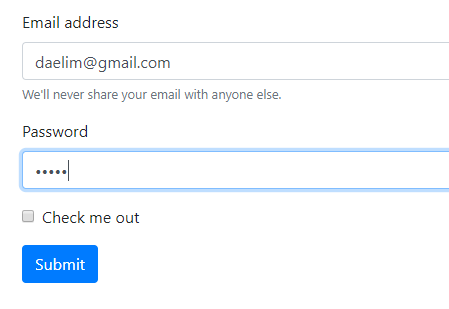 Email address
daelim@gmail.com
We'll never share your email with anyone else.
Password
•••••
Check me out
Submit